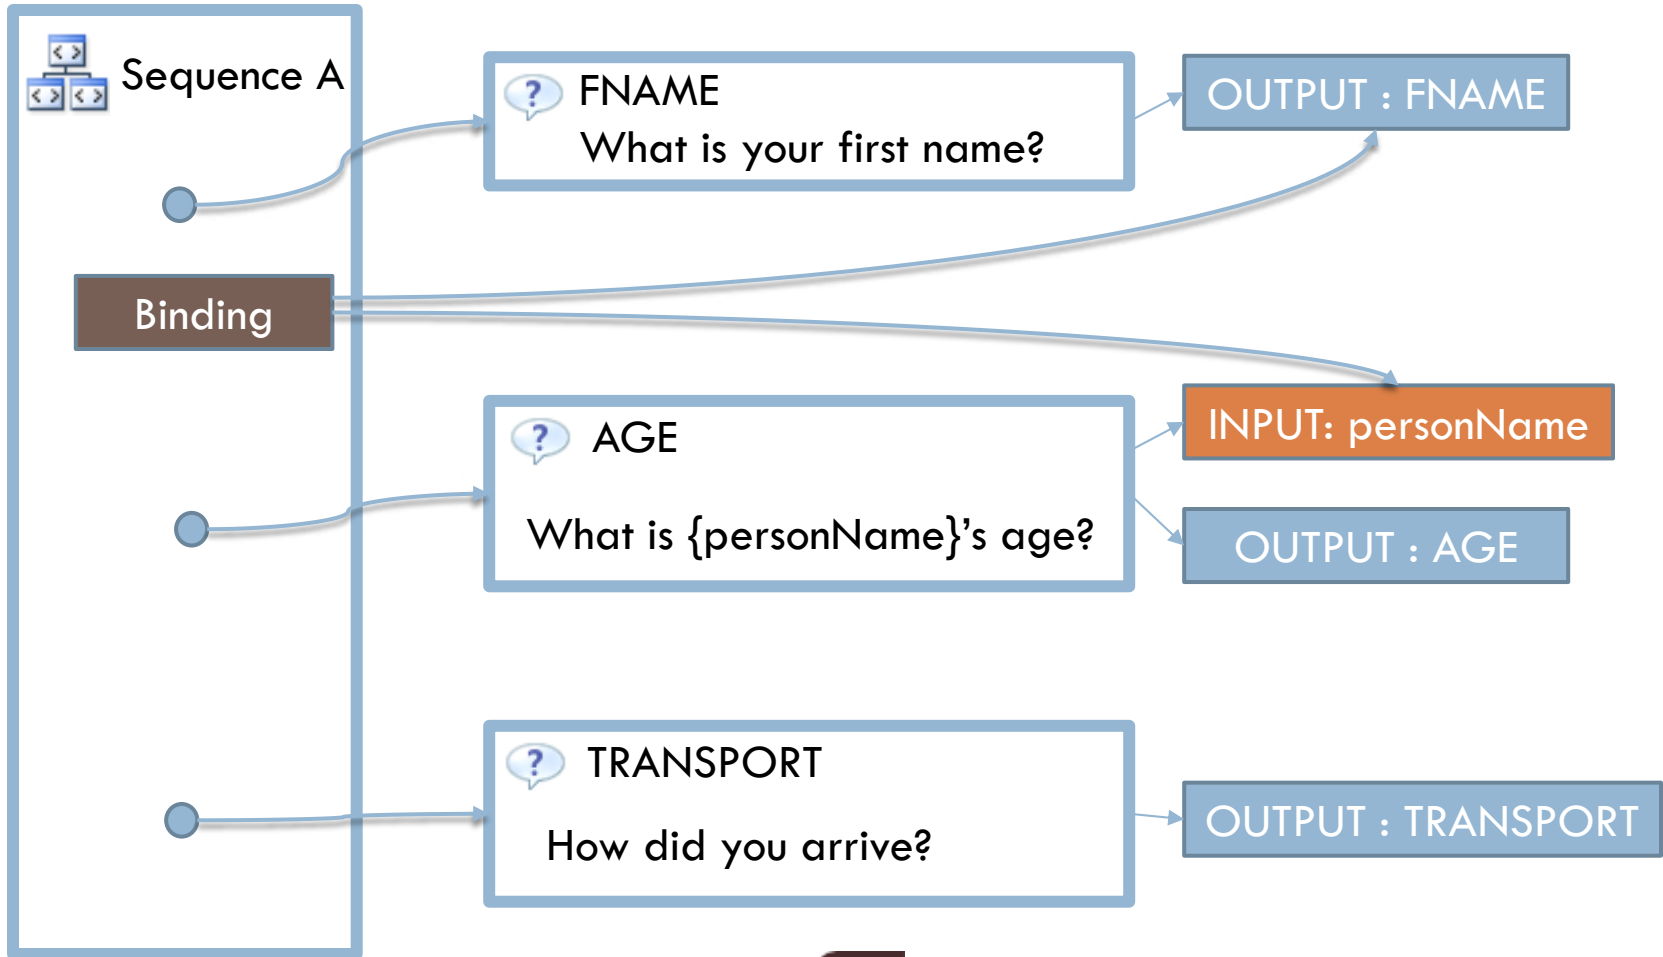 Sequence A
FNAME
What is your first name?
OUTPUT : FNAME
Binding
AGE
What is {personName}’s age?
INPUT: personName
OUTPUT : AGE
TRANSPORT
How did you arrive?
OUTPUT : TRANSPORT